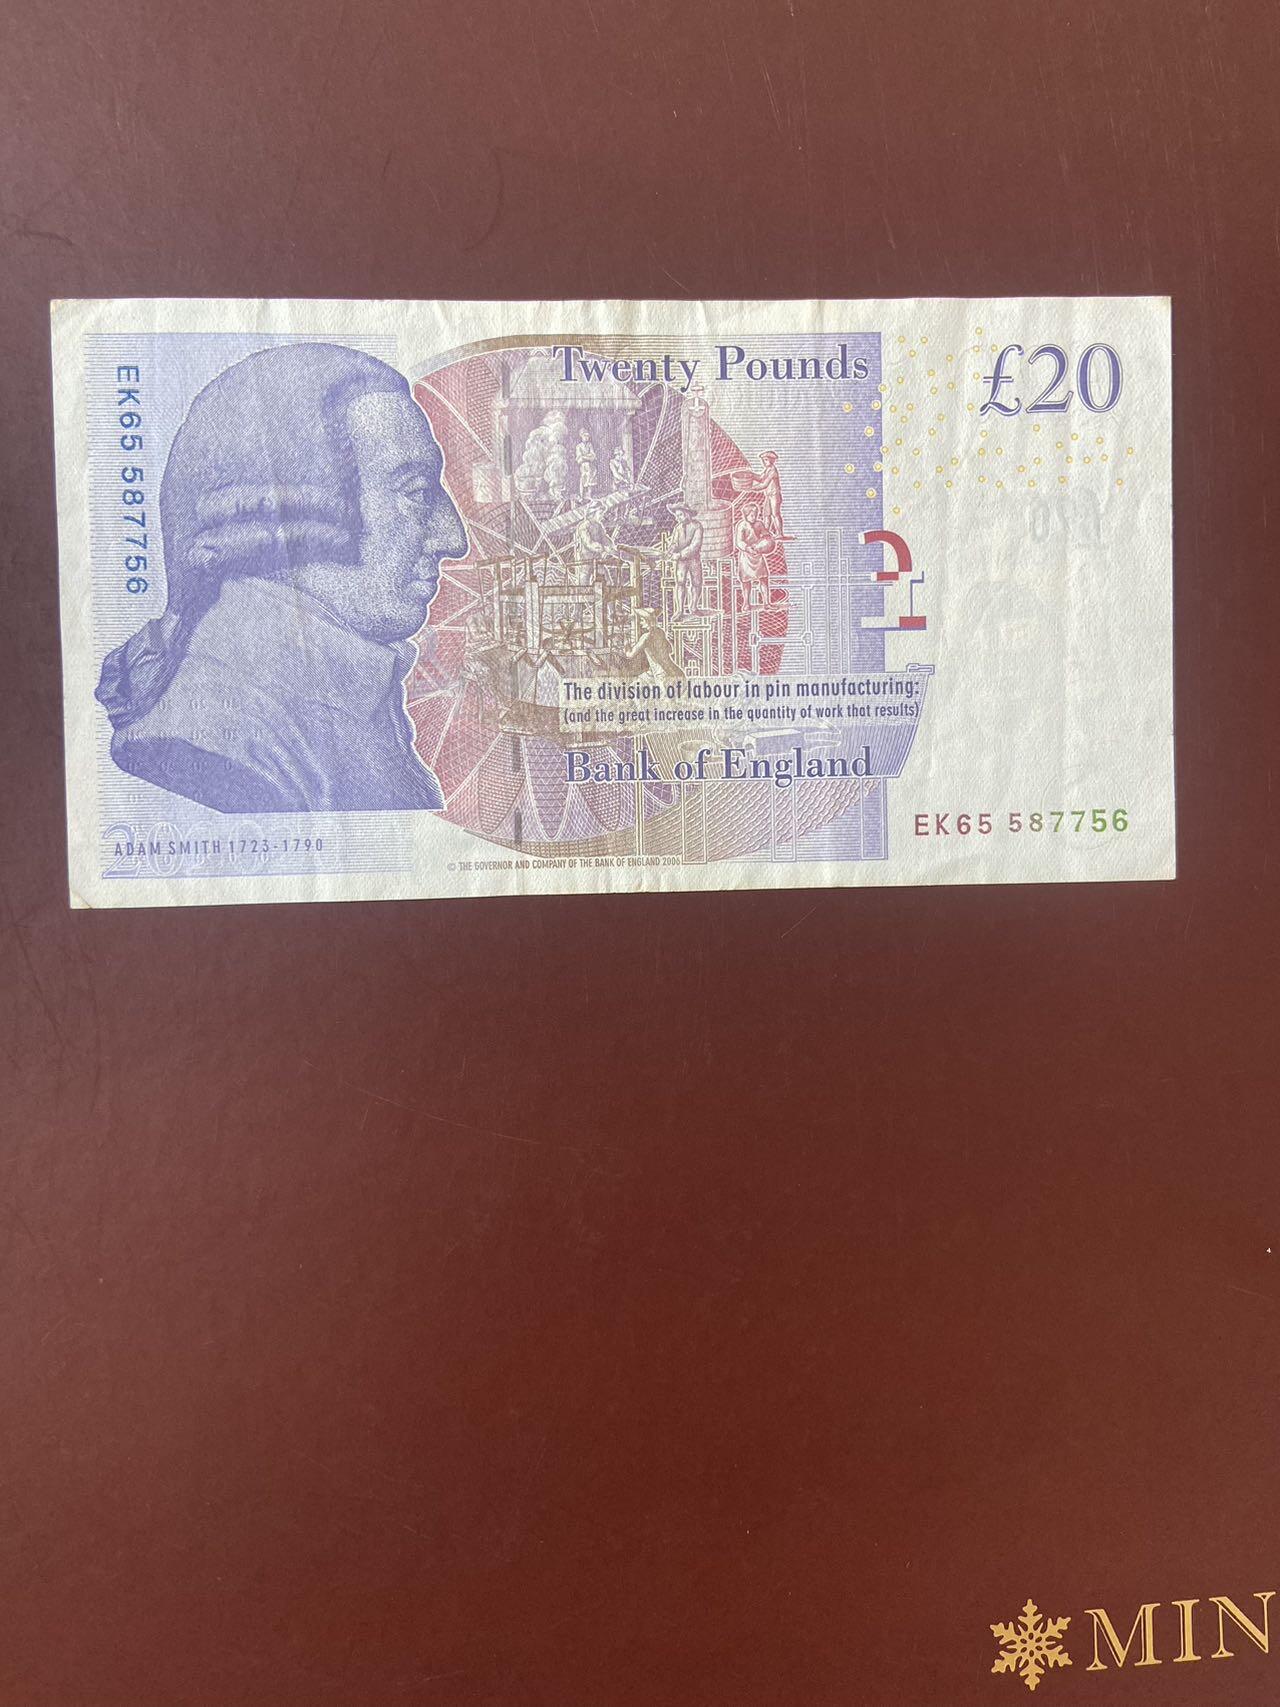 EK65 587756
Twenty Pounds
£20
The division of labour in pin manufacturing:
(and the great increase in the quantity of work that results)
Bank of England
EK65 587756
ADAM SMITH 1723-1790
© THE GOVERNOR AND COMPANY OF THE BANK OF ENGLAND 2006
MIN